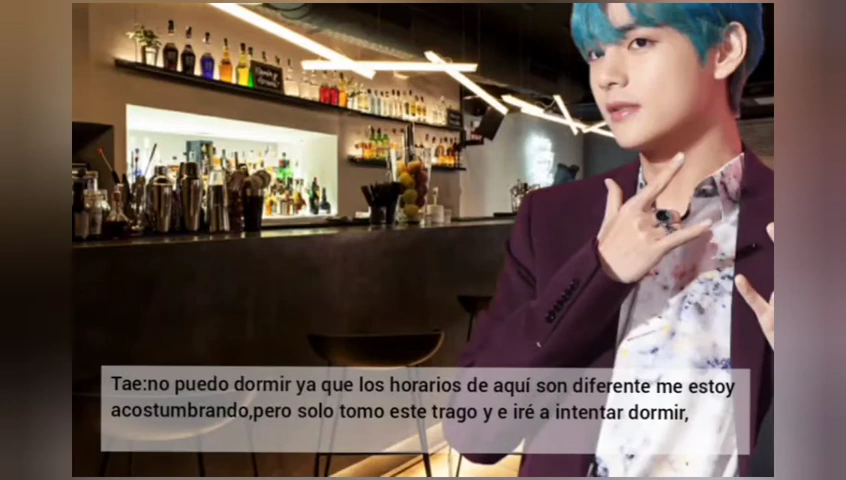 Tae:no puedo dormir ya que los horarios de aquí son diferente me estoy
acostumbrando,pero solo tomo este trago y e iré a intentar dormir,